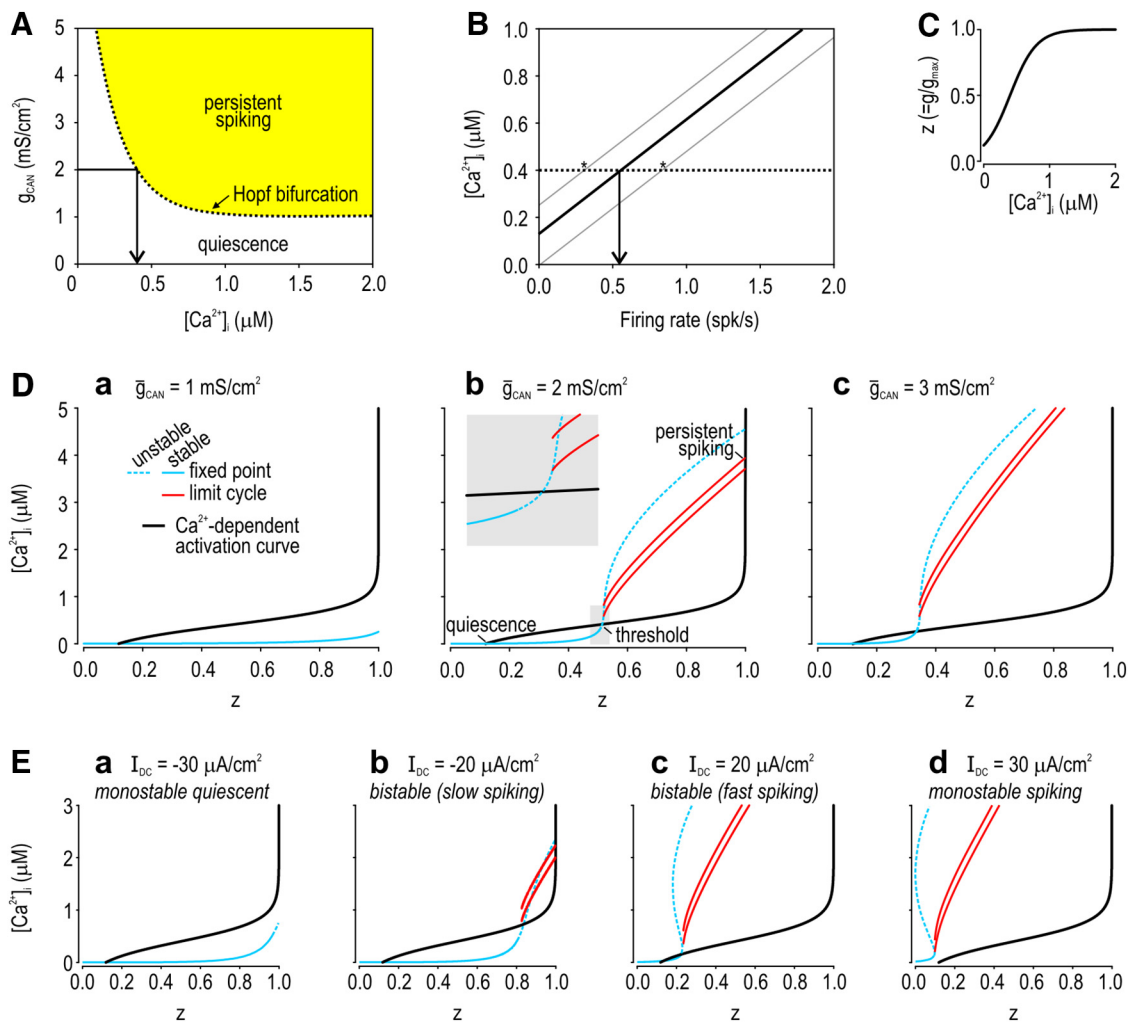 A
5
4
3
2
1
0
g_CAN (mS/cm²)
persistent
spiking
Hopf bifurcation
quiescence
0
0.5
1.0
1.5
2.0
[Ca²⁺]ᵢ (μM)
B
1.0
0.8
0.6
0.4
0.2
0.0
[Ca²⁺]ᵢ (μM)
*
*
0.0
0.5
1.0
1.5
2.0
Firing rate (spk/s)
C
1.0
0.5
0.0
z (=g/g_max)
0
1
2
[Ca²⁺]ᵢ (μM)
D
a
g̅_CAN = 1 mS/cm²
5
4
3
2
1
0
[Ca²⁺]ᵢ (μM)
unstable
stable
fixed point
limit cycle
Ca²⁺-dependent
activation curve
0.0
0.2
0.4
0.6
0.8
1.0
z
b
g̅_CAN = 2 mS/cm²
persistent
spiking
quiescence
threshold
0.0
0.2
0.4
0.6
0.8
1.0
z
c
g̅_CAN = 3 mS/cm²
0.0
0.2
0.4
0.6
0.8
1.0
z
E
a
I_DC = -30 μA/cm²
monostable quiescent
3
2
1
0
[Ca²⁺]ᵢ (μM)
0.0
0.2
0.4
0.6
0.8
1.0
z
b
I_DC = -20 μA/cm²
bistable (slow spiking)
0.0
0.2
0.4
0.6
0.8
1.0
z
c
I_DC = 20 μA/cm²
bistable (fast spiking)
0.0
0.2
0.4
0.6
0.8
1.0
z
d
I_DC = 30 μA/cm²
monostable spiking
0.0
0.2
0.4
0.6
0.8
1.0
z